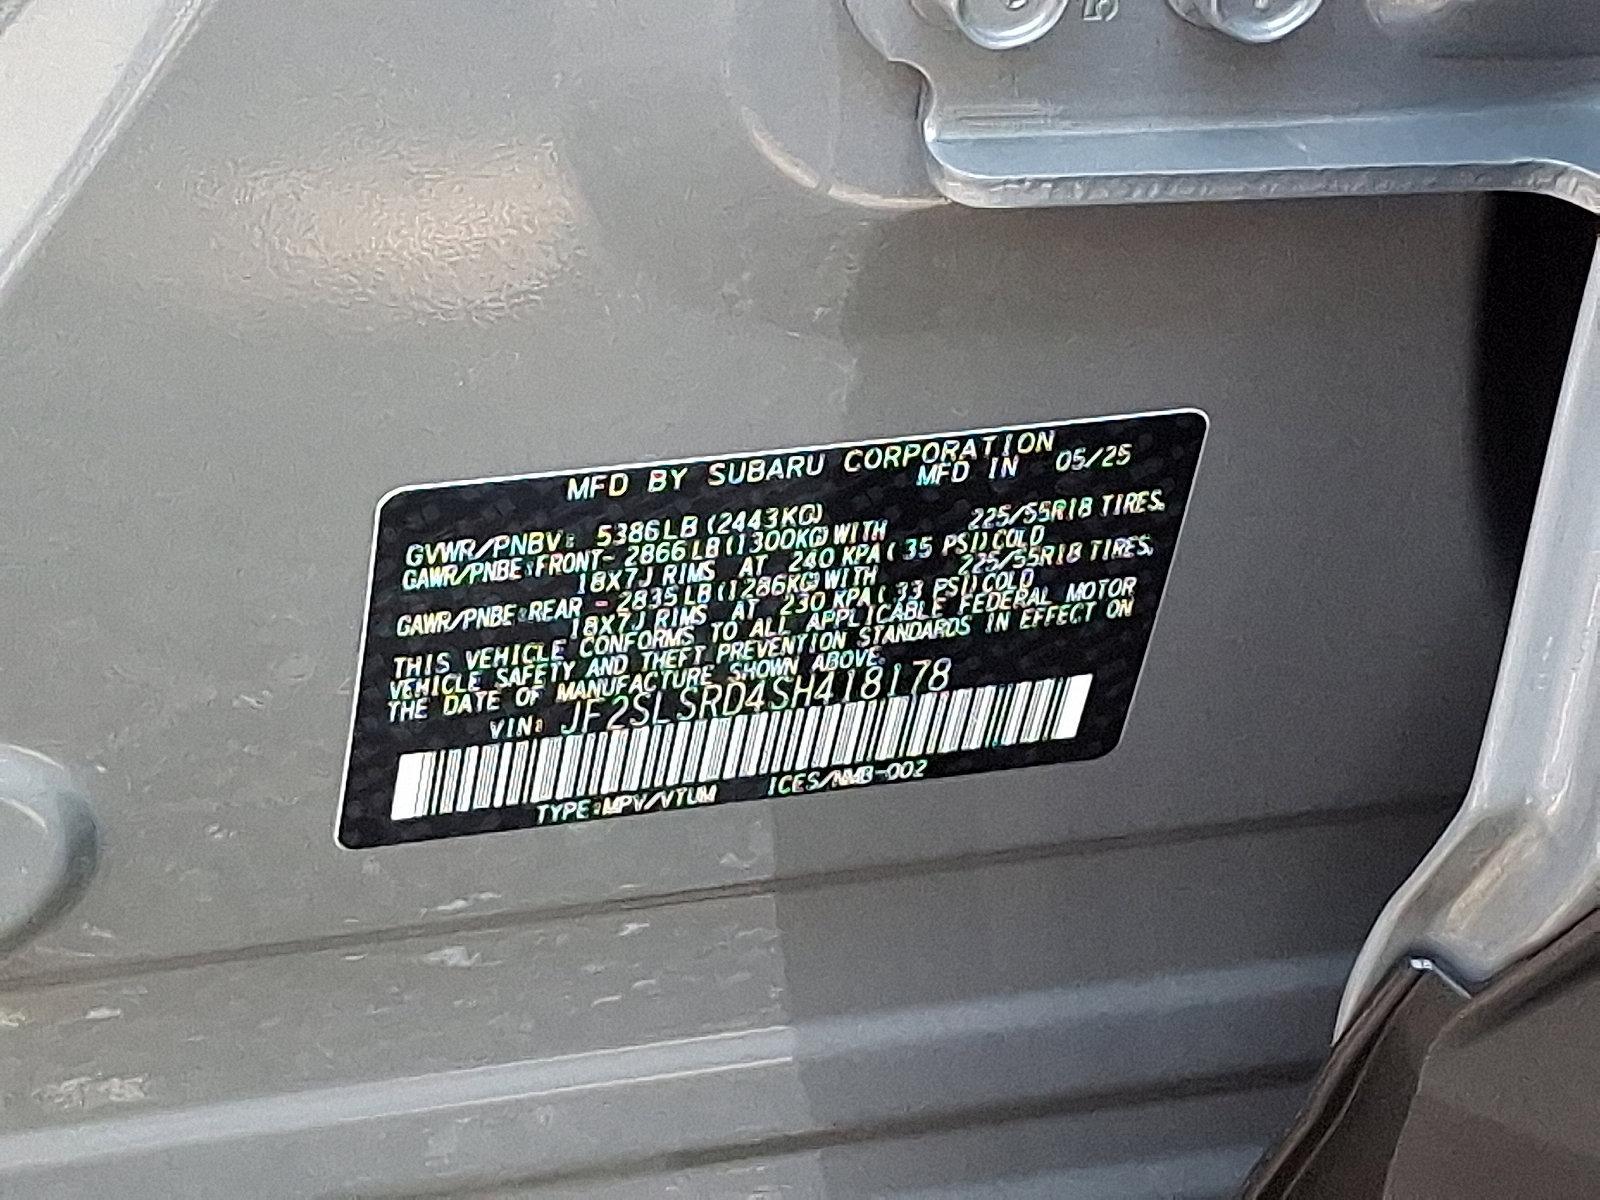 MFD BY SUBARU CORPORATION
MFD IN 05/25
GVWR/PNBV: 5386LB (2443KG)
GAWR/PNBE:FRONT- 2866LB(1300KG)WITH 225/55R18 TIRES,
18X7J RIMS AT 240 KPA( 35 PSI)COLD
GAWR/PNBE:REAR - 2835LB(1286KG)WITH 225/55R18 TIRES,
18X7J RIMS AT 230 KPA( 33 PSI)COLD
THIS VEHICLE CONFORMS TO ALL APPLICABLE FEDERAL MOTOR
VEHICLE SAFETY AND THEFT PREVENTION STANDARDS IN EFFECT ON
THE DATE OF MANUFACTURE SHOWN ABOVE.
VIN: JF2SLSRD4SH418178
TYPE:MPV/VTUM ICES/NMB-002